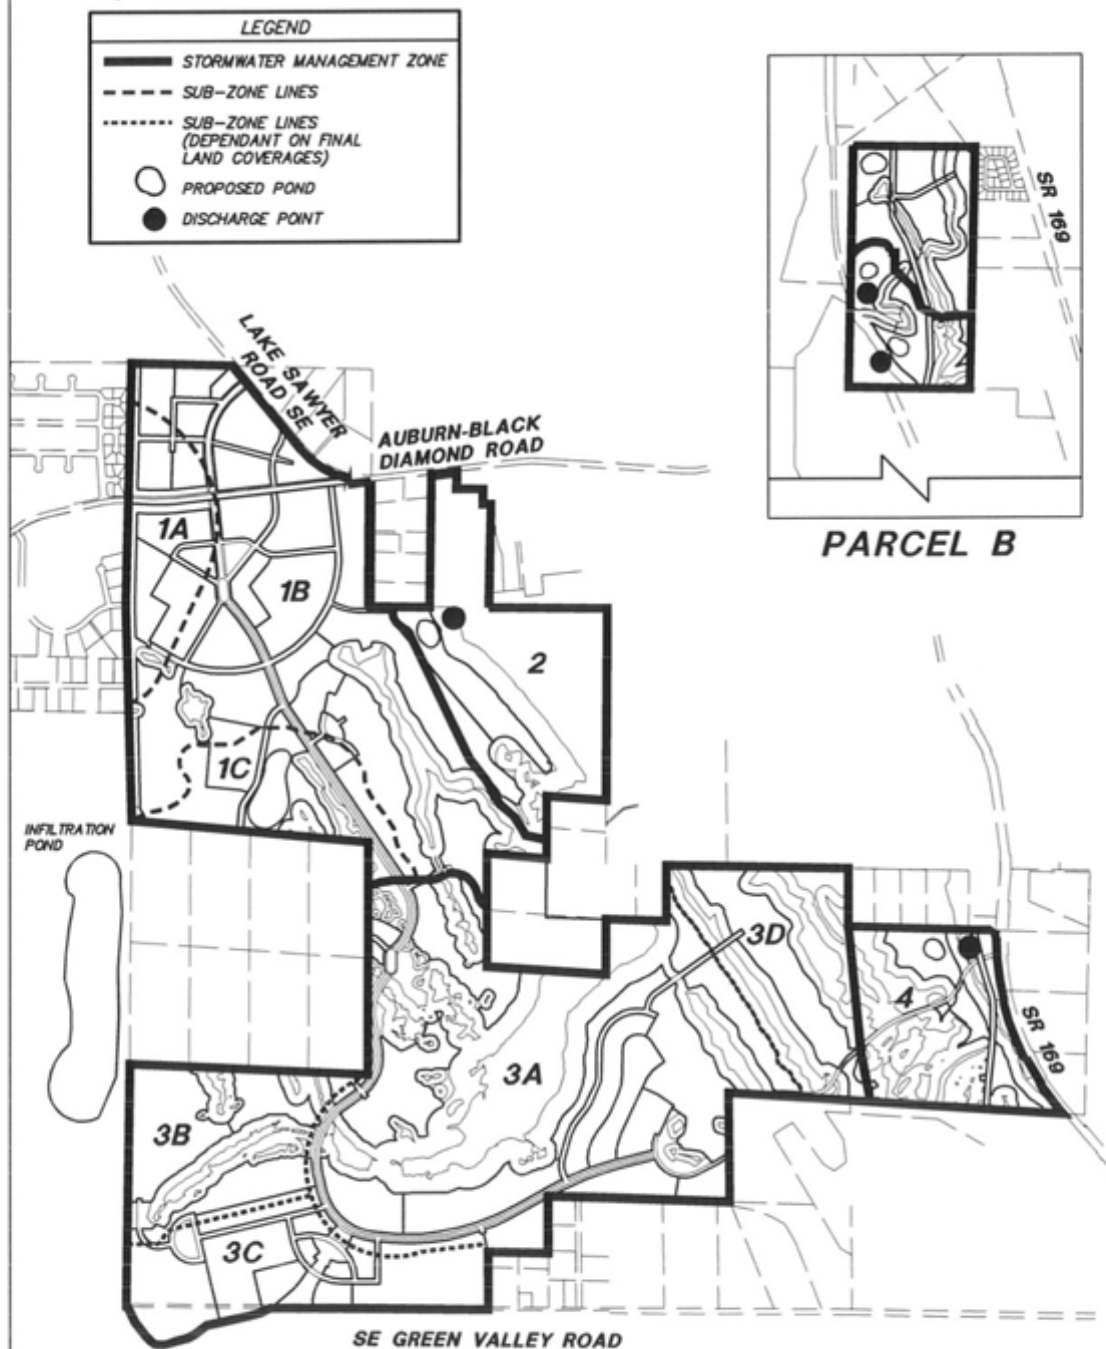 LEGEND
STORMWATER MANAGEMENT ZONE
SUB-ZONE LINES
SUB-ZONE LINES
(DEPENDANT ON FINAL
LAND COVERAGES)
PROPOSED POND
DISCHARGE POINT
SR 169
PARCEL B
LAKE SAWYER
ROAD SE
AUBURN-BLACK
DIAMOND ROAD
1A
1B
2
1C
INFILTRATION
POND
3D
4
SR 169
3A
3B
3C
SE GREEN VALLEY ROAD